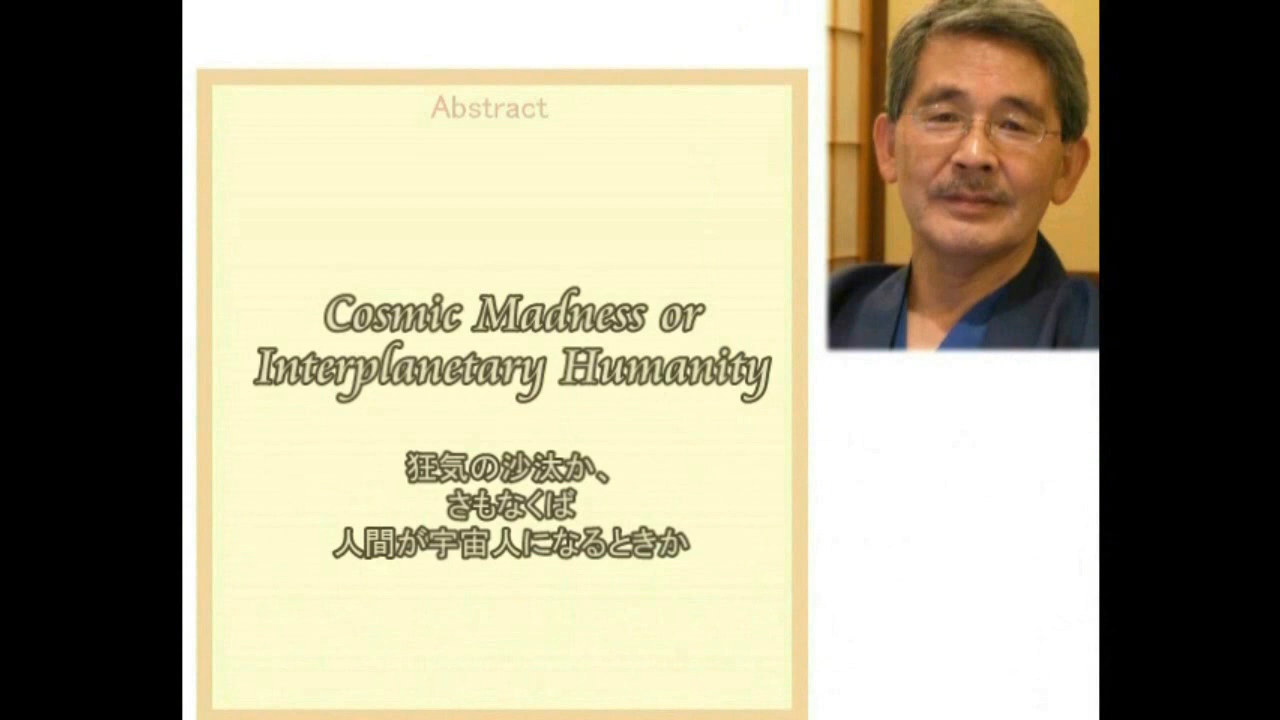 Abstract
Cosmic Madness or
Interplanetary Humanity
狂気の沙汰か、
さもなくば
人間が宇宙人になるときか